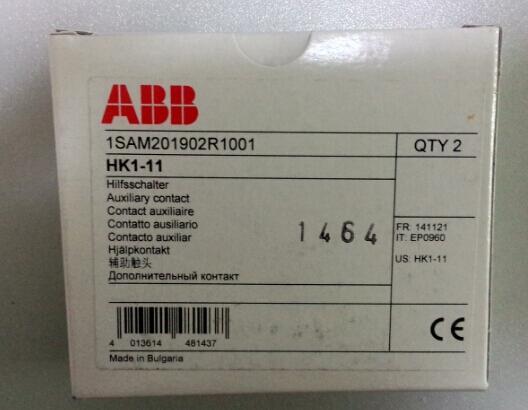 ABB
1SAM201902R1001
QTY 2
HK1-11
Hilfsschalter
Auxiliary contact
Contact auxiliaire
Contatto ausiliario
Contacto auxiliar
Hjälpkontakt
辅助触头
Дополнительный контакт
1464
FR: 141121
IT: EP0960
US: HK1-11
4 013614 481437
CE
Made in Bulgaria